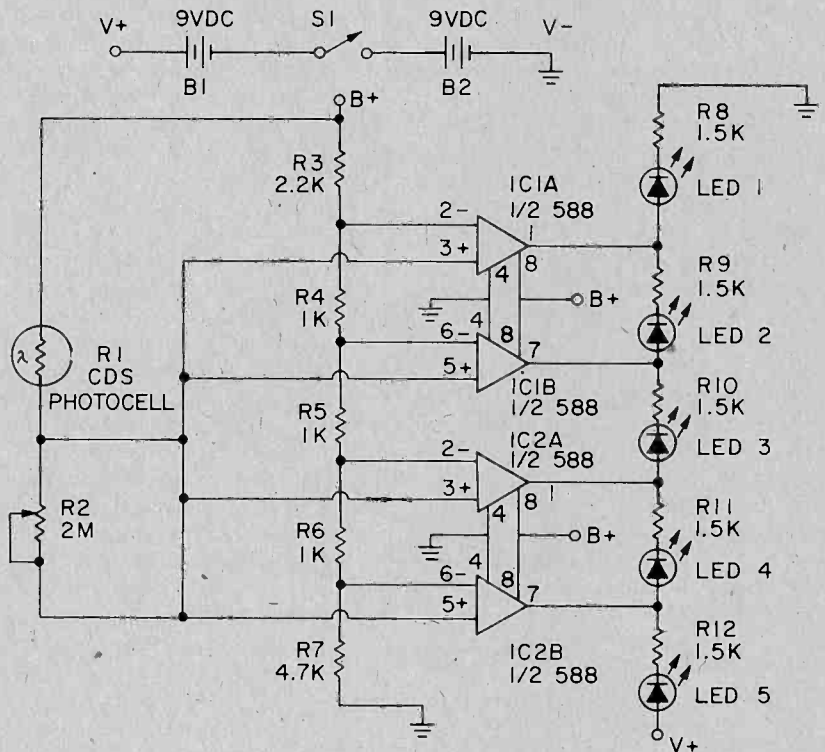 V+
9VDC
S1
9VDC
V-
B1
B2
B+
R3
2.2K
2-
3+
1C1A
1/2 588
1
8
4
B+
4
8
R4
1K
6-
5+
7
1C1B
1/2 588
R8
1.5K
LED 1
R9
1.5K
LED 2
λ
R1
CDS
PHOTOCELL
R5
1K
R10
1.5K
LED 3
1C2A
1/2 588
2-
3+
8
1
4
B+
4
8
R2
2M
R6
1K
6-
5+
7
R11
1.5K
LED 4
R7
4.7K
1C2B
1/2 588
R12
1.5K
LED 5
V+